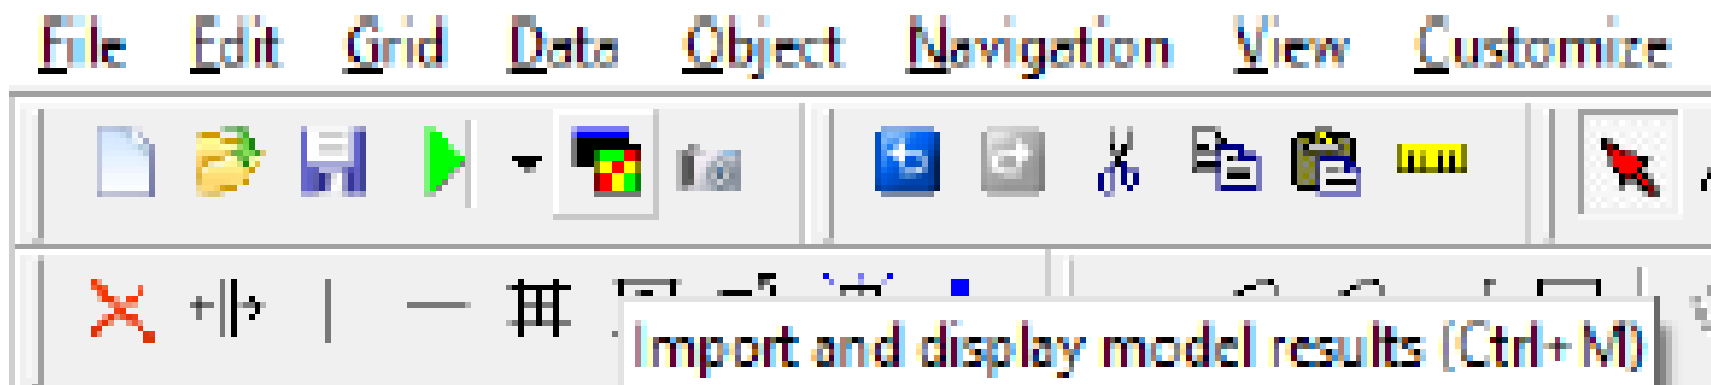 File Edit Grid Data Object Navigation View Customize
Import and display model results (Ctrl+M)